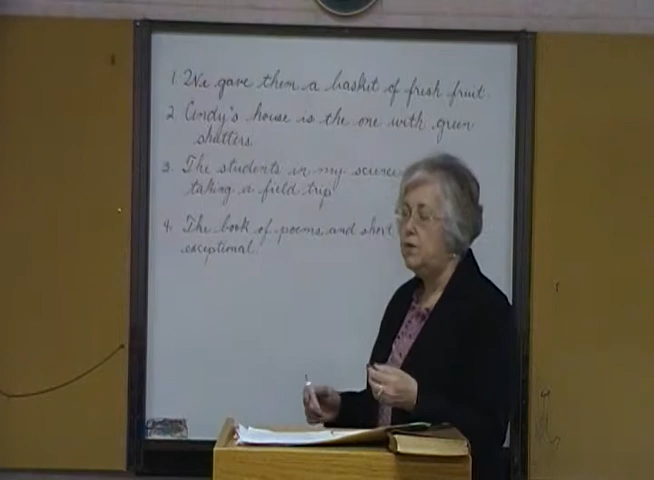 1. We gave them a basket of fresh fruit.
2. Cindy's house is the one with green
shutters.
3. The students in my science
taking a field trip
4. The book of poems and short
exceptional.